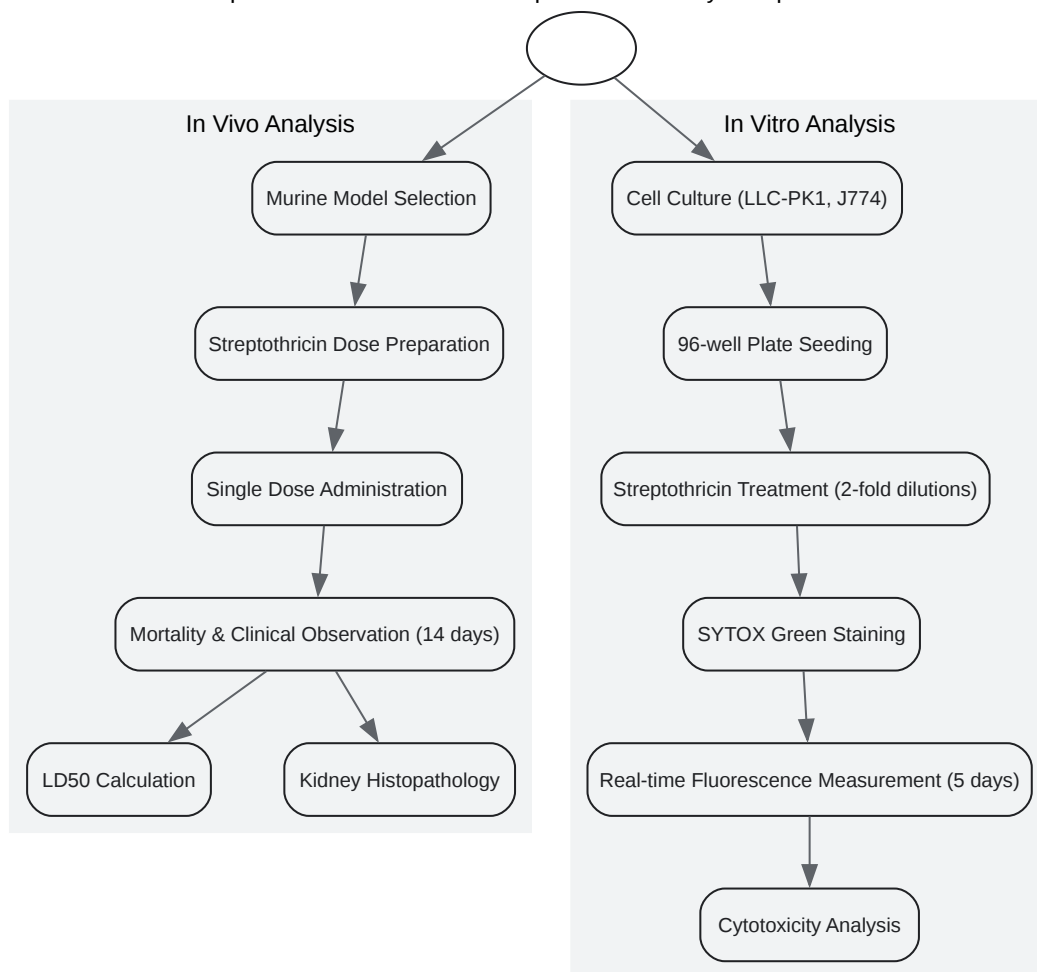 In Vivo Analysis
In Vitro Analysis
Murine Model Selection
Cell Culture (LLC-PK1, J774)
Streptothricin Dose Preparation
96-well Plate Seeding
Single Dose Administration
Streptothricin Treatment (2-fold dilutions)
Mortality & Clinical Observation (14 days)
SYTOX Green Staining
LD50 Calculation
Kidney Histopathology
Real-time Fluorescence Measurement (5 days)
Cytotoxicity Analysis